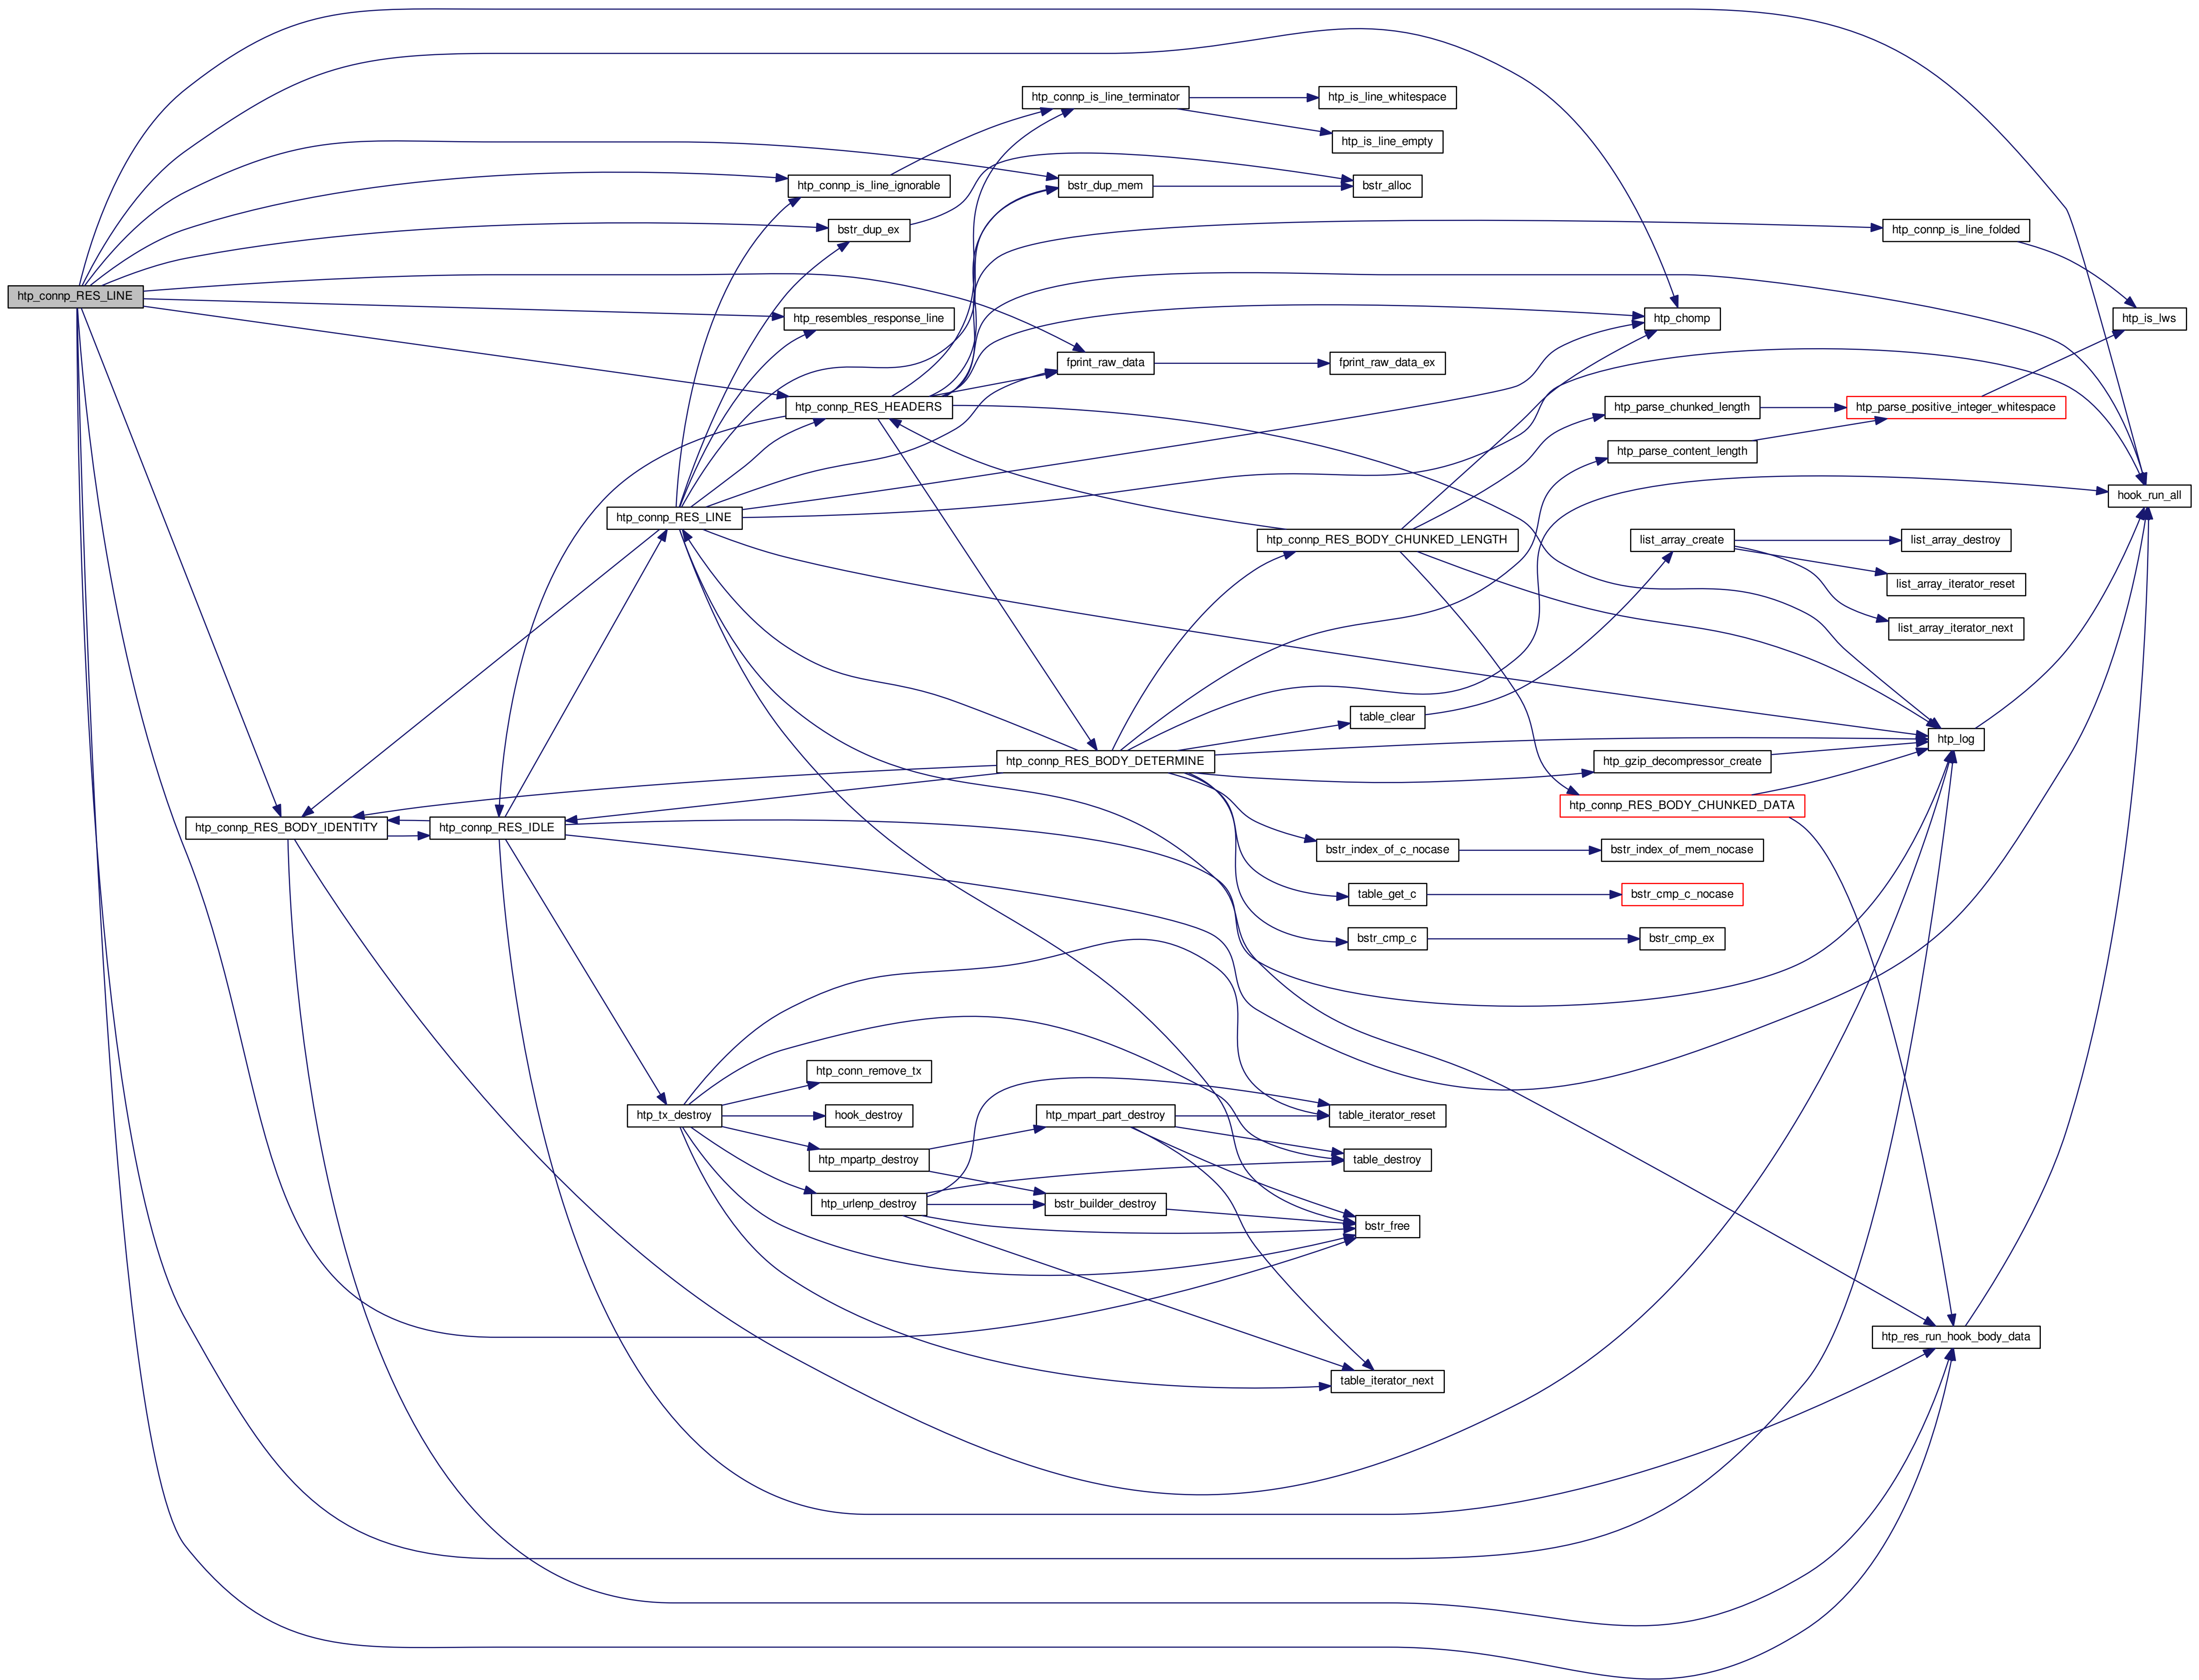 htp_connp_is_line_terminator
htp_is_line_whitespace
htp_is_line_empty
htp_connp_is_line_ignorable
bstr_dup_mem
bstr_alloc
bstr_dup_ex
htp_connp_is_line_folded
htp_connp_RES_LINE
htp_resembles_response_line
htp_chomp
htp_is_lws
fprint_raw_data
fprint_raw_data_ex
htp_connp_RES_HEADERS
htp_parse_chunked_length
htp_parse_positive_integer_whitespace
htp_parse_content_length
hook_run_all
htp_connp_RES_LINE
htp_connp_RES_BODY_CHUNKED_LENGTH
list_array_create
list_array_destroy
list_array_iterator_reset
list_array_iterator_next
table_clear
htp_log
htp_connp_RES_BODY_DETERMINE
htp_gzip_decompressor_create
htp_connp_RES_BODY_CHUNKED_DATA
htp_connp_RES_BODY_IDENTITY
htp_connp_RES_IDLE
bstr_index_of_c_nocase
bstr_index_of_mem_nocase
table_get_c
bstr_cmp_c_nocase
bstr_cmp_c
bstr_cmp_ex
htp_conn_remove_tx
htp_tx_destroy
hook_destroy
htp_mpart_part_destroy
table_iterator_reset
htp_mpartp_destroy
table_destroy
htp_urlenp_destroy
bstr_builder_destroy
bstr_free
htp_res_run_hook_body_data
table_iterator_next